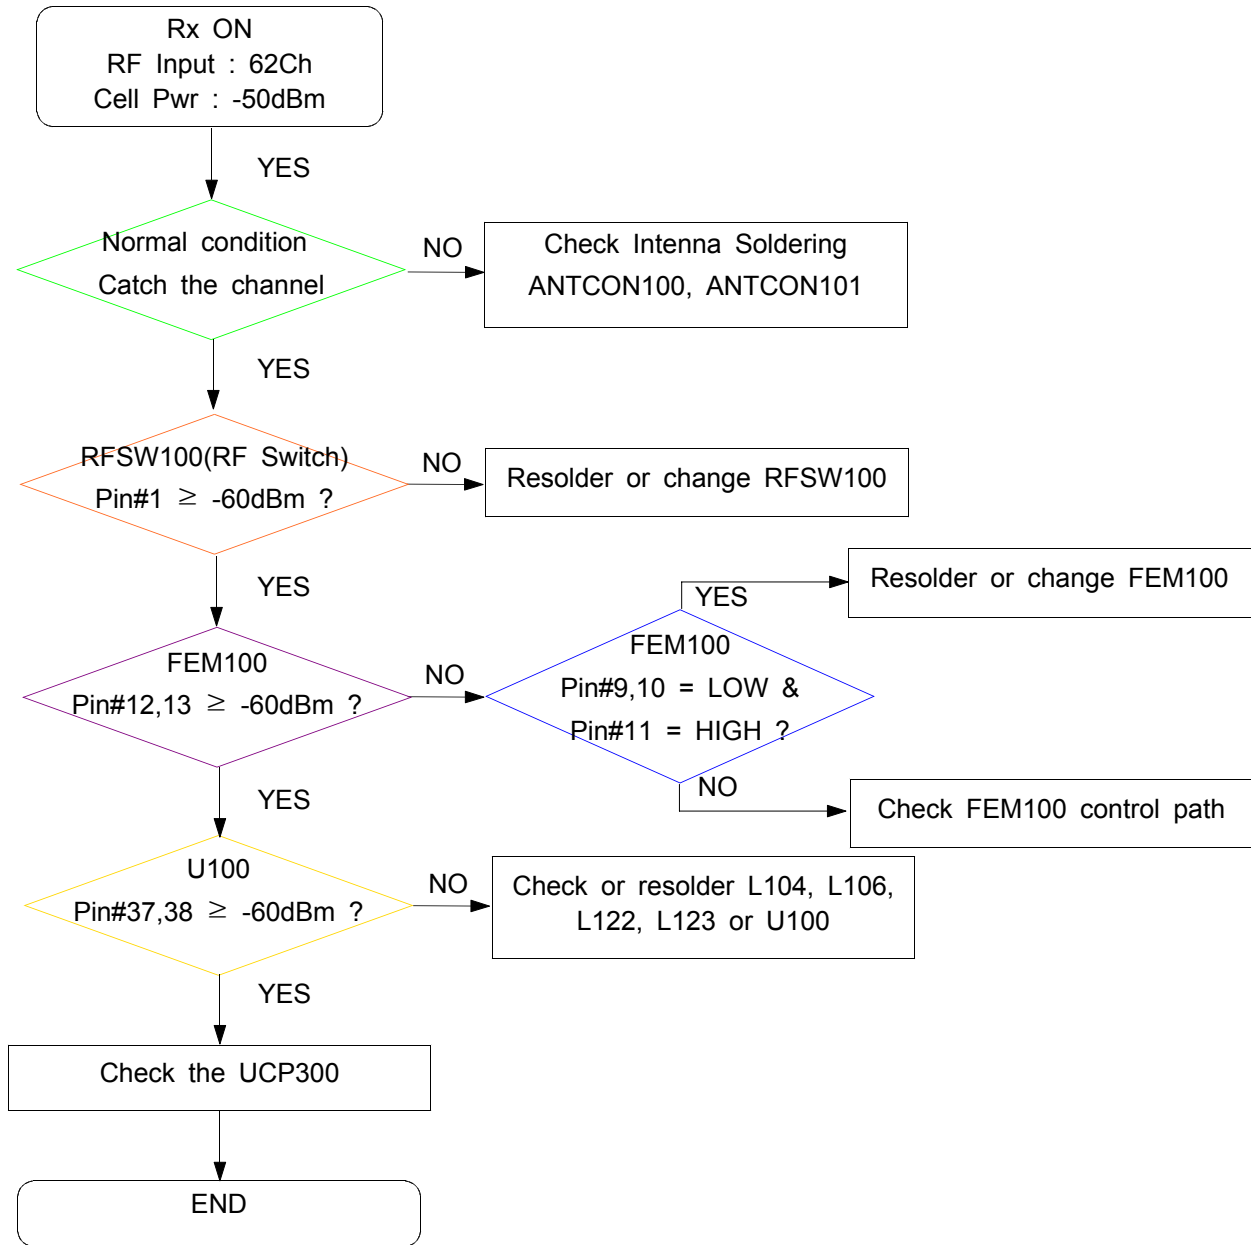 Rx ON
RF Input : 62Ch
Cell Pwr : -50dBm
YES
Normal condition
Catch the channel
NO
Check Intenna Soldering
ANTCON100, ANTCON101
YES
RFSW100(RF Switch)
Pin#1 ≥ -60dBm ?
NO
Resolder or change RFSW100
YES
FEM100
Pin#12,13 ≥ -60dBm ?
NO
FEM100
Pin#9,10 = LOW &
Pin#11 = HIGH ?
YES
Resolder or change FEM100
NO
Check FEM100 control path
YES
U100
Pin#37,38 ≥ -60dBm ?
NO
Check or resolder L104, L106,
L122, L123 or U100
YES
Check the UCP300
END